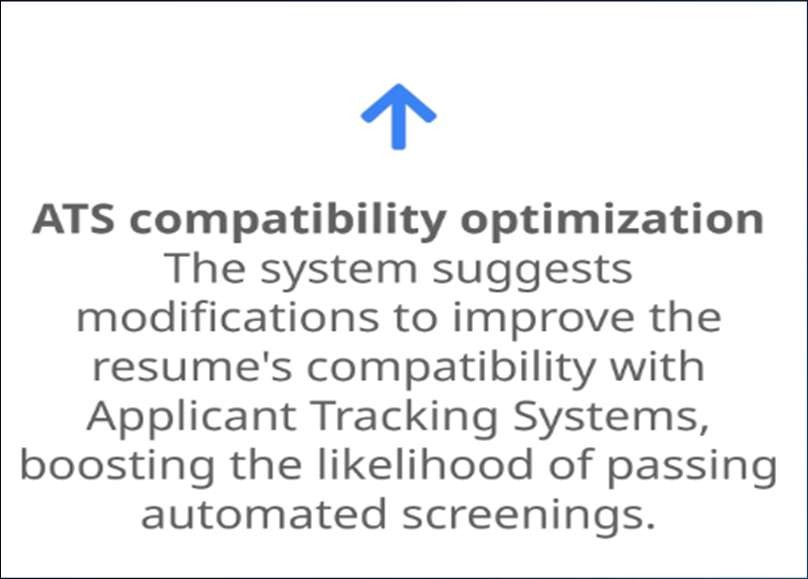 ATS compatibility optimization
The system suggests
modifications to improve the
resume's compatibility with
Applicant Tracking Systems,
boosting the likelihood of passing
automated screenings.